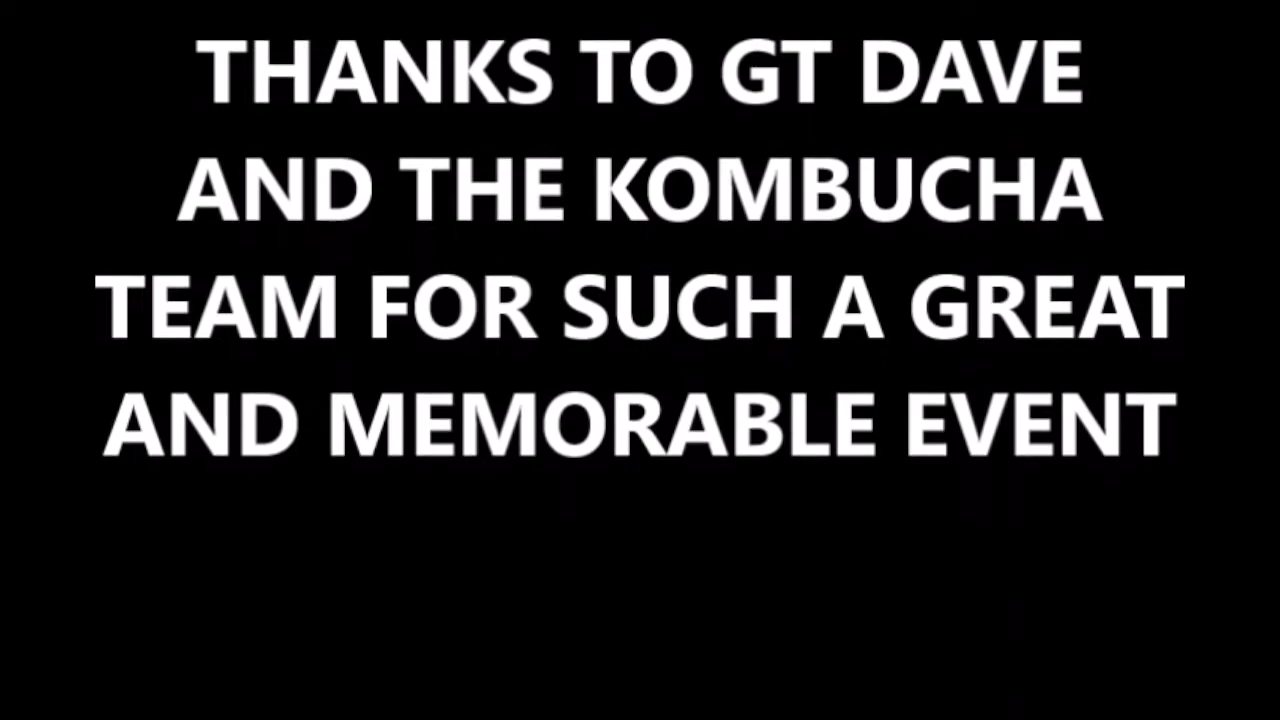 THANKS TO GT DAVE
AND THE KOMBUCHA
TEAM FOR SUCH A GREAT
AND MEMORABLE EVENT